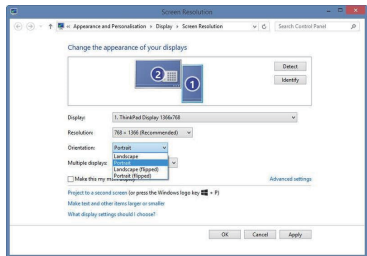 Screen Resolution
« Appearance and Personalisation › Display › Screen Resolution
Search Control Panel
Change the appearance of your displays
2
1
Detect
Identify
Display: 1. ThinkPad Display 1366x768
Resolution: 768 × 1366 (Recommended)
Orientation: Portrait
Landscape
Portrait
Landscape (flipped)
Portrait (flipped)
Multiple displays:
Make this my
Advanced settings
Project to a second screen (or press the Windows logo key + P)
Make text and other items larger or smaller
What display settings should I choose?
OK Cancel Apply